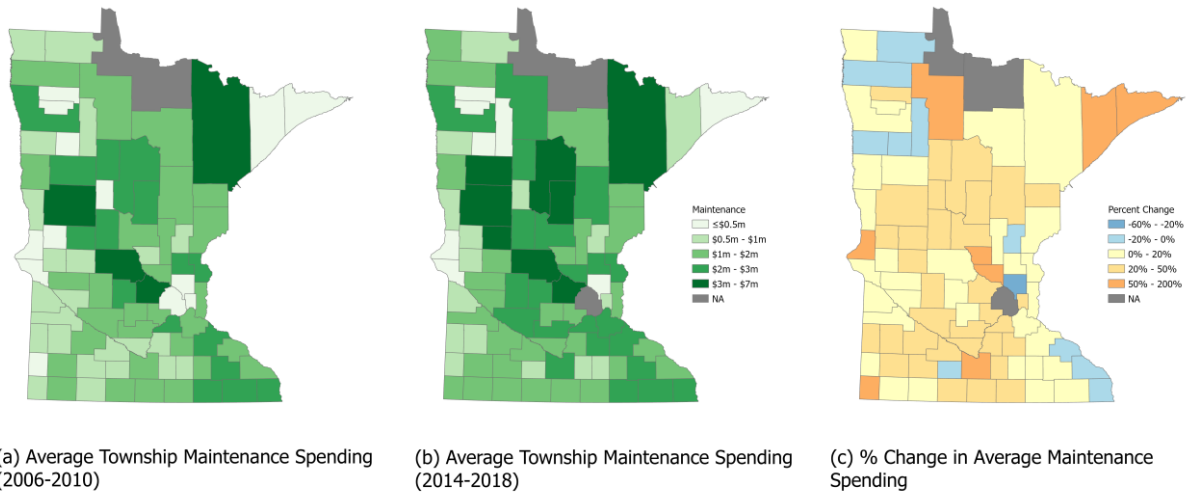 Maintenance
≤$0.5m
$0.5m - $1m
$1m - $2m
$2m - $3m
$3m - $7m
NA
Percent Change
-60% - -20%
-20% - 0%
0% - 20%
20% - 50%
50% - 200%
NA
(a) Average Township Maintenance Spending
(2006-2010)
(b) Average Township Maintenance Spending
(2014-2018)
(c) % Change in Average Maintenance
Spending